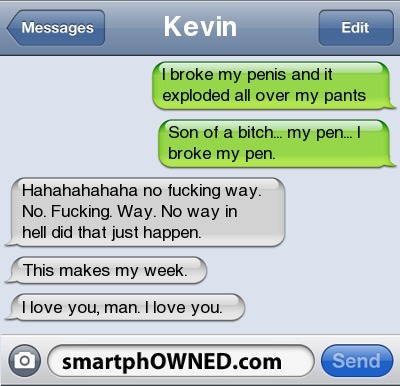 Messages
Kevin
Edit
I broke my penis and it
exploded all over my pants
Son of a bitch... my pen... I
broke my pen.
Hahahahahaha no fucking way.
No. Fucking. Way. No way in
hell did that just happen.
This makes my week.
I love you, man. I love you.
smartphOWNED.com
Send